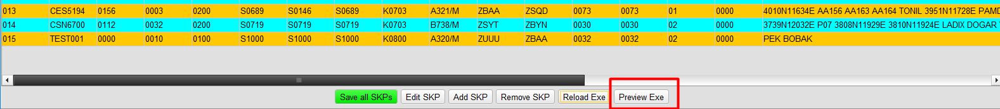 013 CES5194 0156 0003 0200 S0689 S0146 S0689 K0703 A321/M ZBAA ZSQD 0073 0073 01 0000 4010N11634E AA156 AA163 AA164 TONIL 3951N11728E PAMD
014 CSN6700 0112 0032 0200 S0719 S0719 S0719 K0703 B738/M ZSYT ZBYN 0030 0030 02 0000 3739N12032E P07 3808N11929E 3810N11924E LADIX DOGAR
015 TEST001 0000 0010 0100 S1000 S1000 S1000 K0800 A320/M ZUUU ZBAA 0032 0032 02 0000 PEK BOBAK
Save all SKPs Edit SKP Add SKP Remove SKP Reload Exe Preview Exe